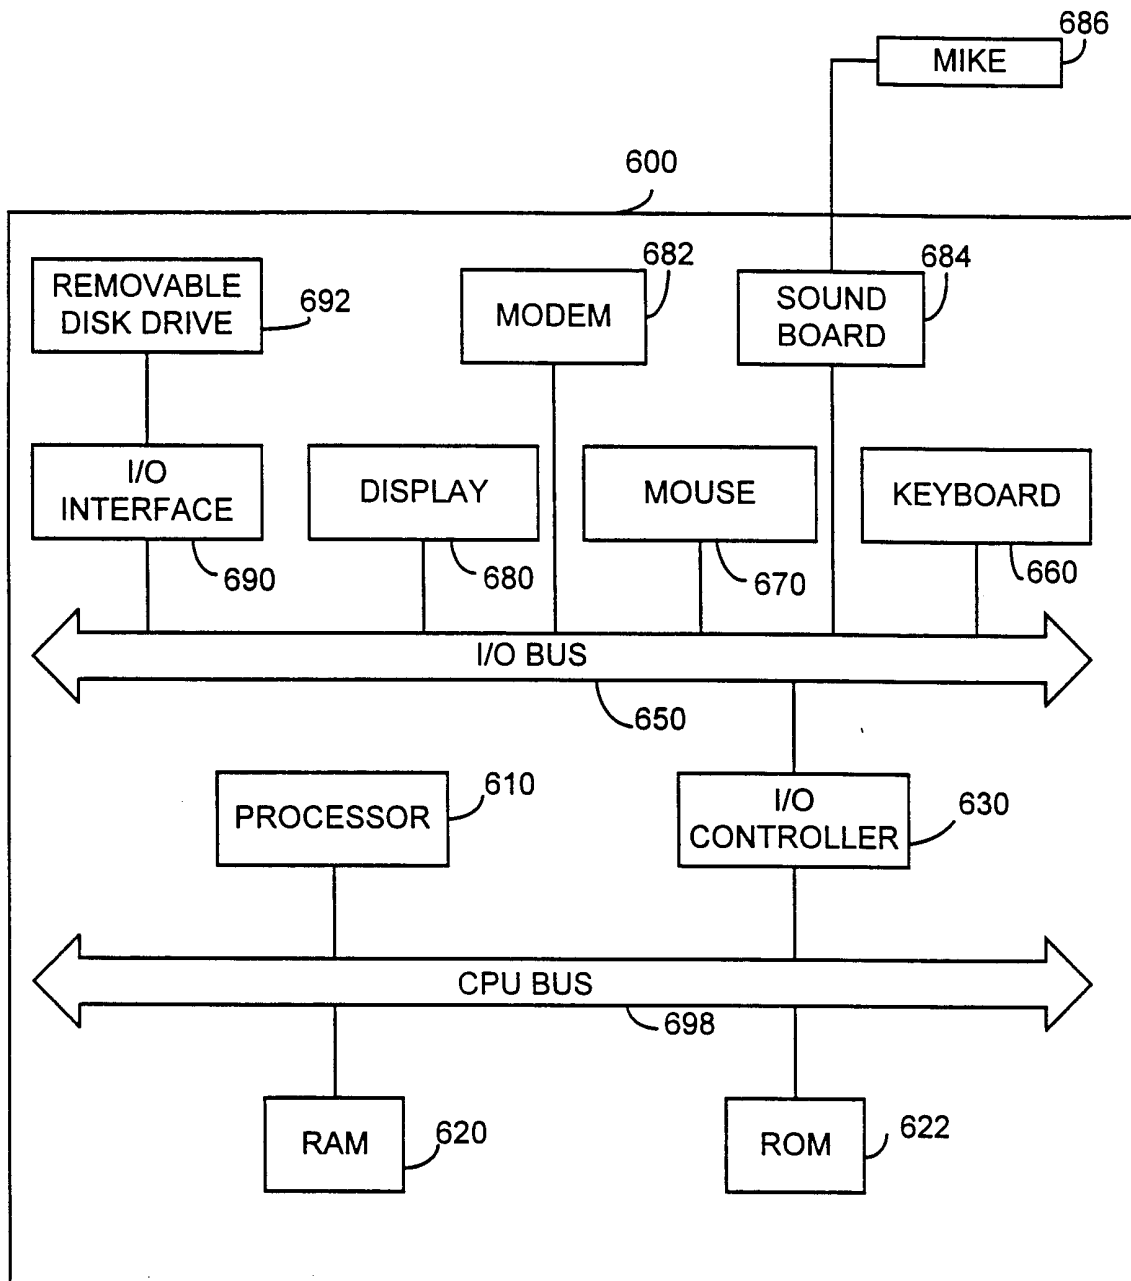 686
MIKE
600
682
684
REMOVABLE
DISK DRIVE
692
MODEM
SOUND
BOARD
I/O
INTERFACE
DISPLAY
MOUSE
KEYBOARD
690
680
670
660
I/O BUS
650
610
PROCESSOR
I/O
CONTROLLER
630
CPU BUS
698
RAM
620
ROM
622